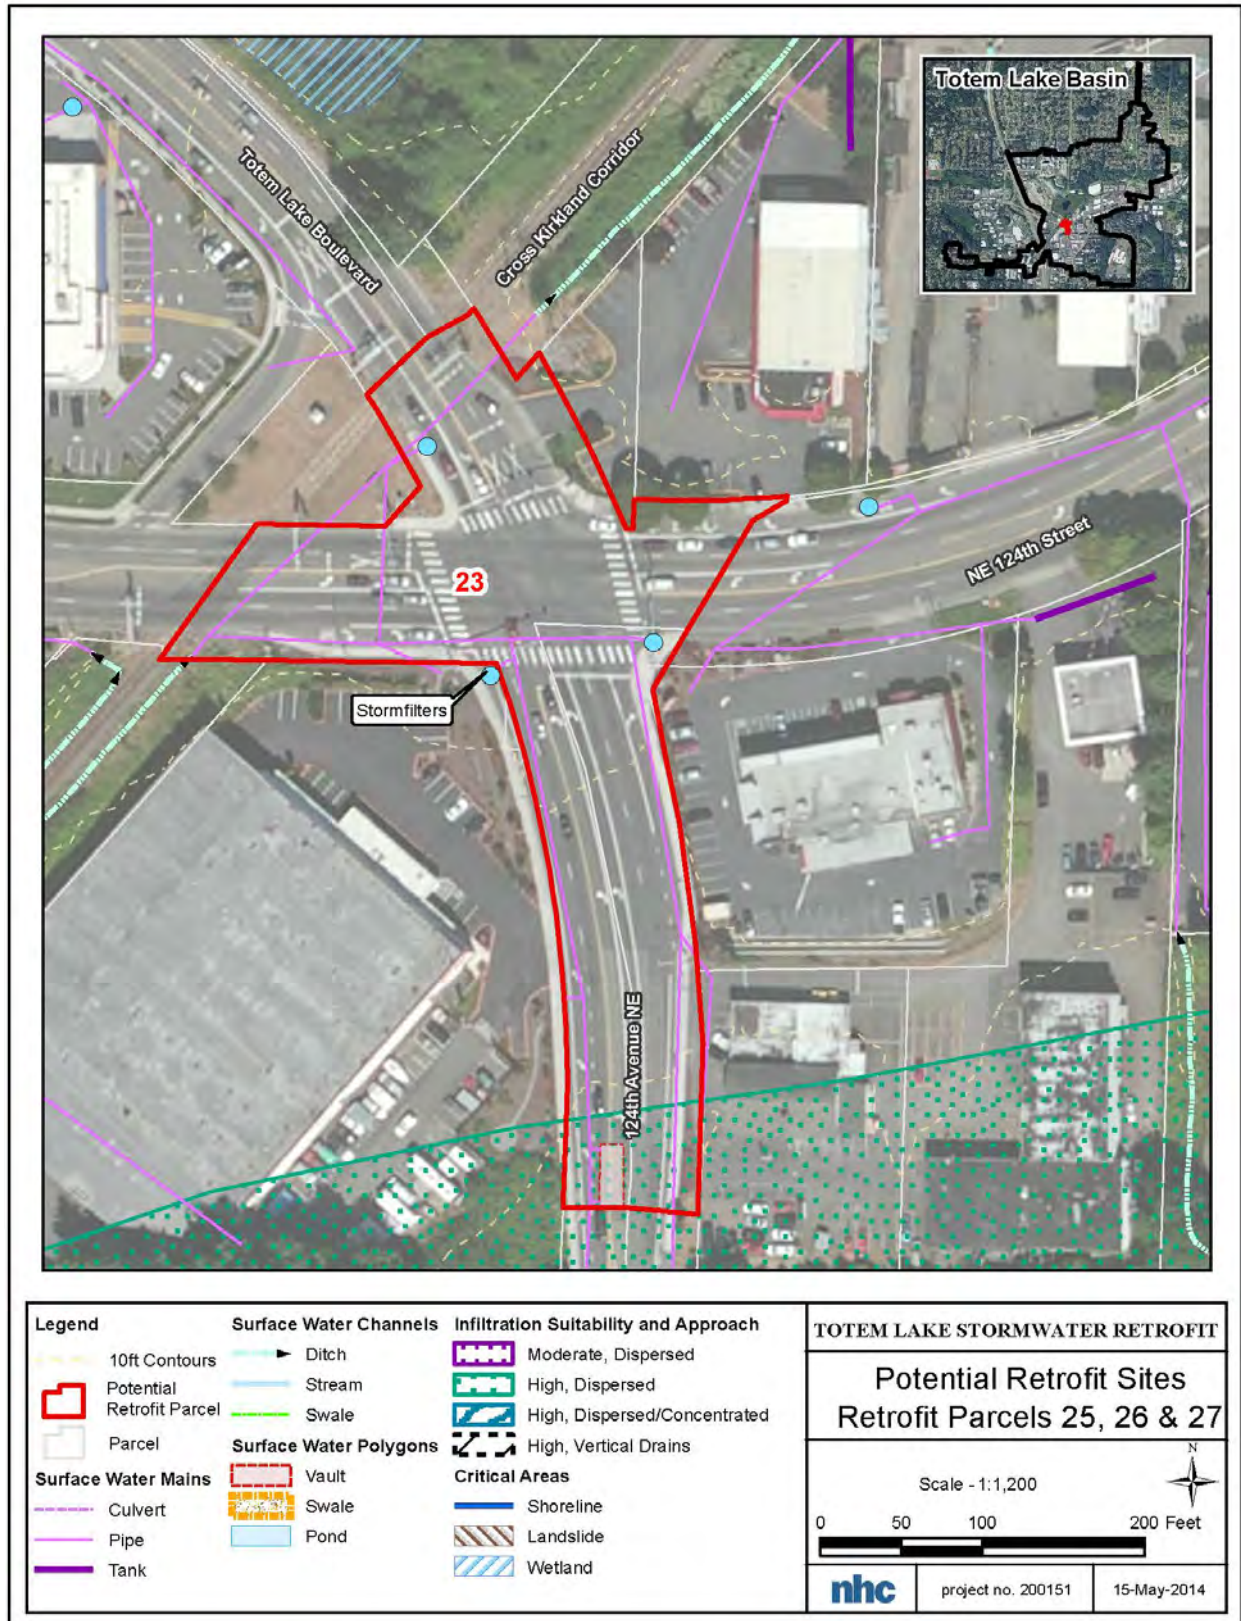 Totem Lake Basin
Totem Lake Boulevard
Cross Kirkland Corridor
NE 124th Street
23
Stormfilters
124th Avenue NE
Legend
10ft Contours
Potential
Retrofit Parcel
Parcel
Surface Water Mains
Culvert
Pipe
Tank
Surface Water Channels
Ditch
Stream
Swale
Surface Water Polygons
Vault
Swale
Pond
Infiltration Suitability and Approach
Moderate, Dispersed
High, Dispersed
High, Dispersed/Concentrated
High, Vertical Drains
Critical Areas
Shoreline
Landslide
Wetland
TOTEM LAKE STORMWATER RETROFIT
Potential Retrofit Sites
Retrofit Parcels 25, 26 & 27
Scale - 1:1,200
N
0 50 100 200 Feet
nhc
project no. 200151
15-May-2014